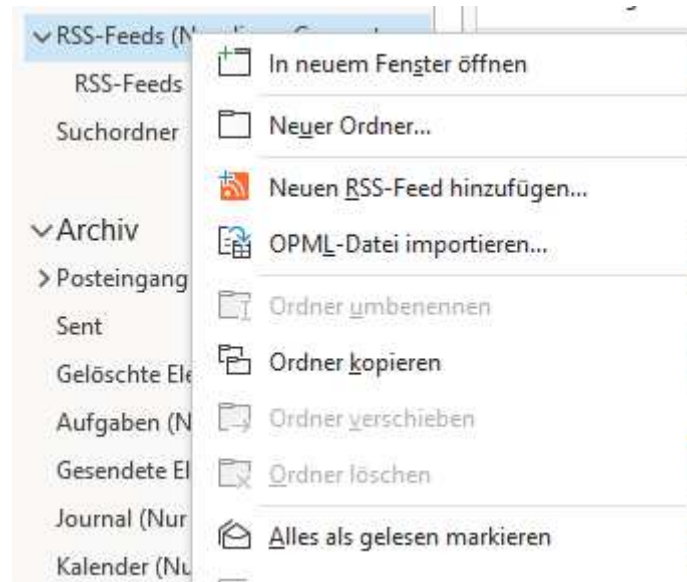 RSS-Feeds (N
RSS-Feeds
Suchordner
Archiv
Posteingang
Sent
Gelöschte Ele
Aufgaben (N
Gesendete El
Journal (Nur
Kalender (Nu
In neuem Fenster öffnen
Neuer Ordner...
Neuen RSS-Feed hinzufügen...
OPML-Datei importieren...
Ordner umbenennen
Ordner kopieren
Ordner verschieben
Ordner löschen
Alles als gelesen markieren